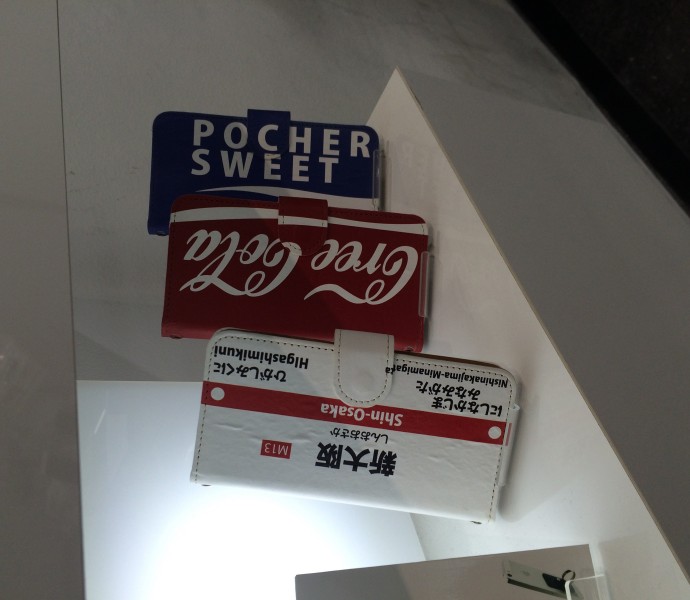 POCHER
SWEET
Cree Cola
新大阪
M13
しんおおさか
Shin-Osaka
にしなかじま
みなみがた
Nishinakajima-Minamigata
ひがしみくに
HIgashimikuni